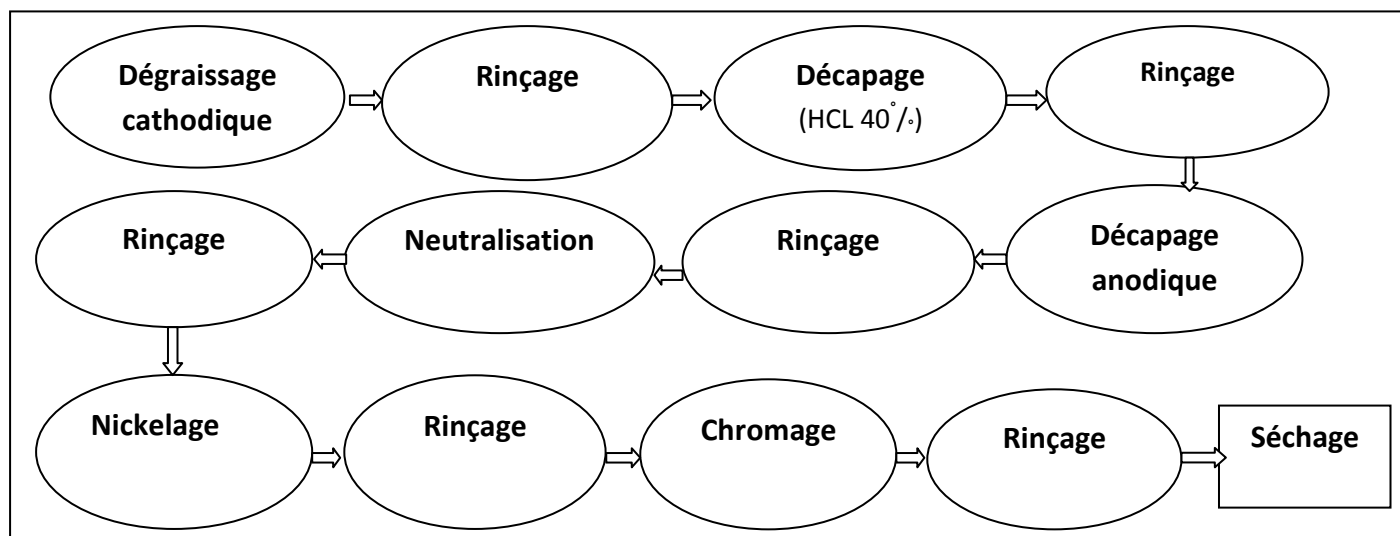 Dégraissage
cathodique
Rinçage
Décapage
(HCL 40°/◦)
Rinçage
Décapage
anodique
Rinçage
Neutralisation
Rinçage
Nickelage
Rinçage
Chromage
Rinçage
Séchage